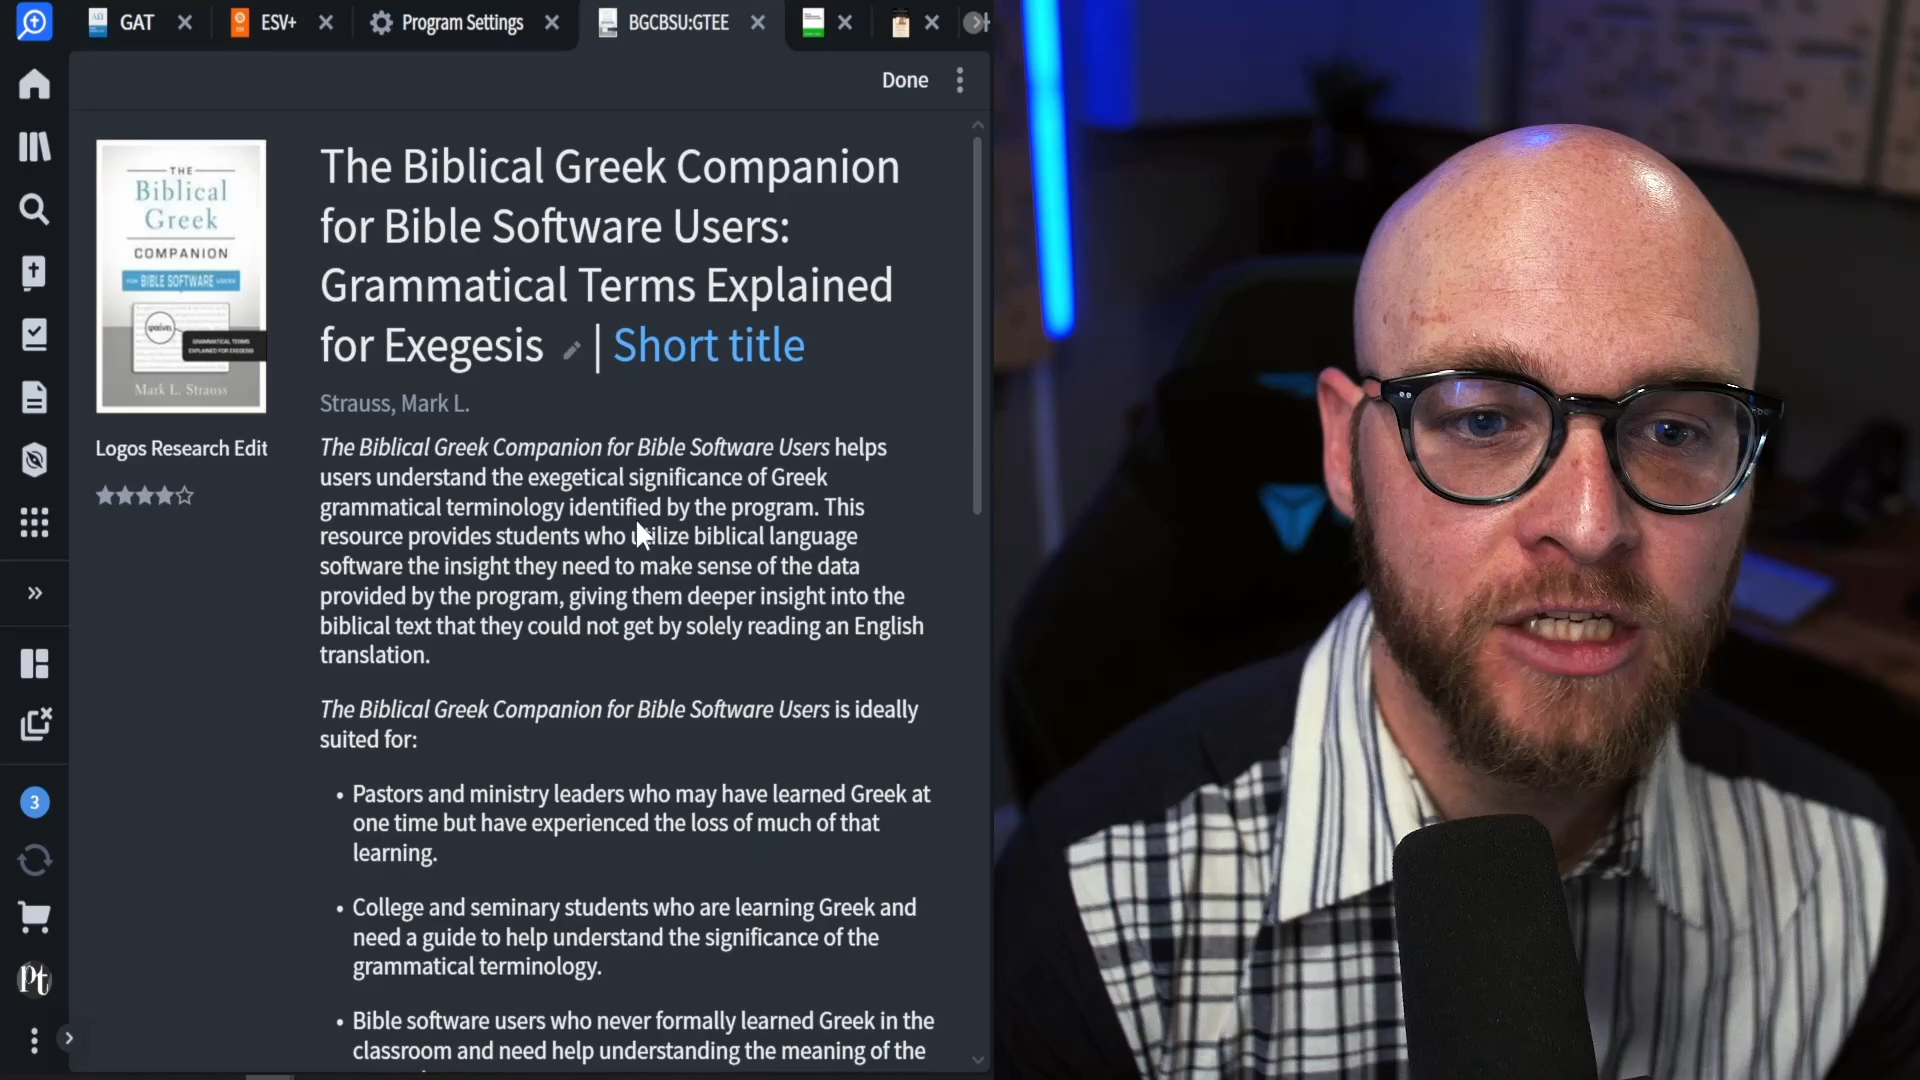 GAT
ESV+
Program Settings
BGCBSU:GTEE
Done
THE
Biblical
Greek
COMPANION
FOR BIBLE SOFTWARE USERS
GRAMMATICAL TERMS
EXPLAINED FOR EXEGESIS
Mark L. Strauss
Logos Research Edit
The Biblical Greek Companion
for Bible Software Users:
Grammatical Terms Explained
for Exegesis | Short title
Strauss, Mark L.
The Biblical Greek Companion for Bible Software Users helps
users understand the exegetical significance of Greek
grammatical terminology identified by the program. This
resource provides students who utilize biblical language
software the insight they need to make sense of the data
provided by the program, giving them deeper insight into the
biblical text that they could not get by solely reading an English
translation.
The Biblical Greek Companion for Bible Software Users is ideally
suited for:
• Pastors and ministry leaders who may have learned Greek at
one time but have experienced the loss of much of that
learning.
• College and seminary students who are learning Greek and
need a guide to help understand the significance of the
grammatical terminology.
• Bible software users who never formally learned Greek in the
classroom and need help understanding the meaning of the
3
Pt